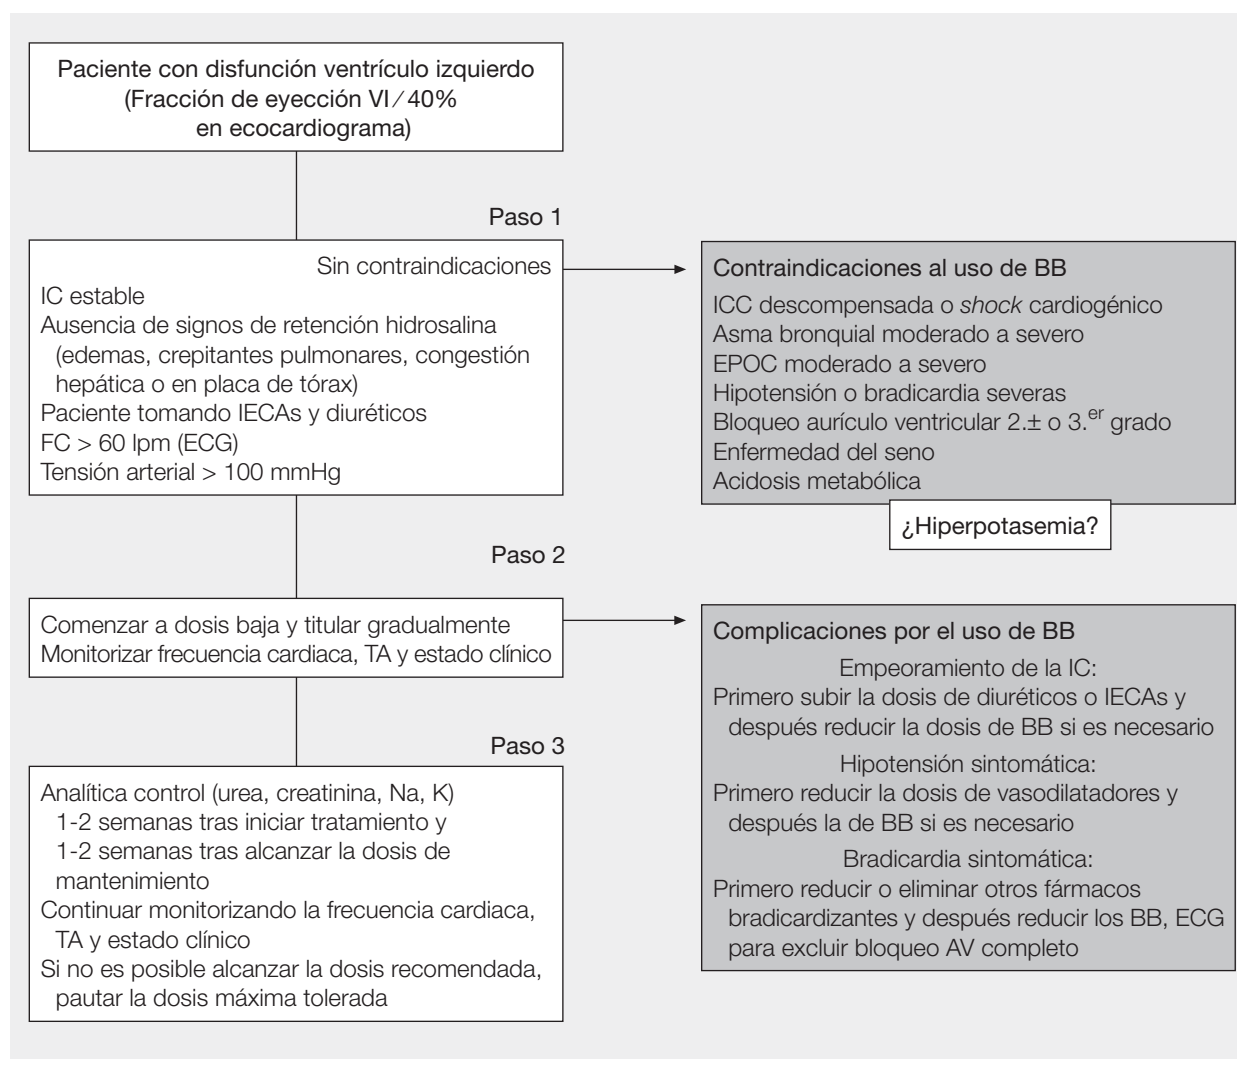 Paciente con disfunción ventrículo izquierdo
(Fracción de eyección VI ⁄ 40%
en ecocardiograma)
Paso 1
Sin contraindicaciones
IC estable
Ausencia de signos de retención hidrosalina
(edemas, crepitantes pulmonares, congestión
hepática o en placa de tórax)
Paciente tomando IECAs y diuréticos
FC > 60 lpm (ECG)
Tensión arterial > 100 mmHg
Contraindicaciones al uso de BB
ICC descompensada o shock cardiogénico
Asma bronquial moderado a severo
EPOC moderado a severo
Hipotensión o bradicardia severas
Bloqueo aurículo ventricular 2.± o 3.er grado
Enfermedad del seno
Acidosis metabólica
¿Hiperpotasemia?
Paso 2
Comenzar a dosis baja y titular gradualmente
Monitorizar frecuencia cardiaca, TA y estado clínico
Complicaciones por el uso de BB
Empeoramiento de la IC:
Primero subir la dosis de diuréticos o IECAs y
después reducir la dosis de BB si es necesario
Hipotensión sintomática:
Primero reducir la dosis de vasodilatadores y
después la de BB si es necesario
Bradicardia sintomática:
Primero reducir o eliminar otros fármacos
bradicardizantes y después reducir los BB, ECG
para excluir bloqueo AV completo
Paso 3
Analítica control (urea, creatinina, Na, K)
1-2 semanas tras iniciar tratamiento y
1-2 semanas tras alcanzar la dosis de
mantenimiento
Continuar monitorizando la frecuencia cardiaca,
TA y estado clínico
Si no es posible alcanzar la dosis recomendada,
pautar la dosis máxima tolerada